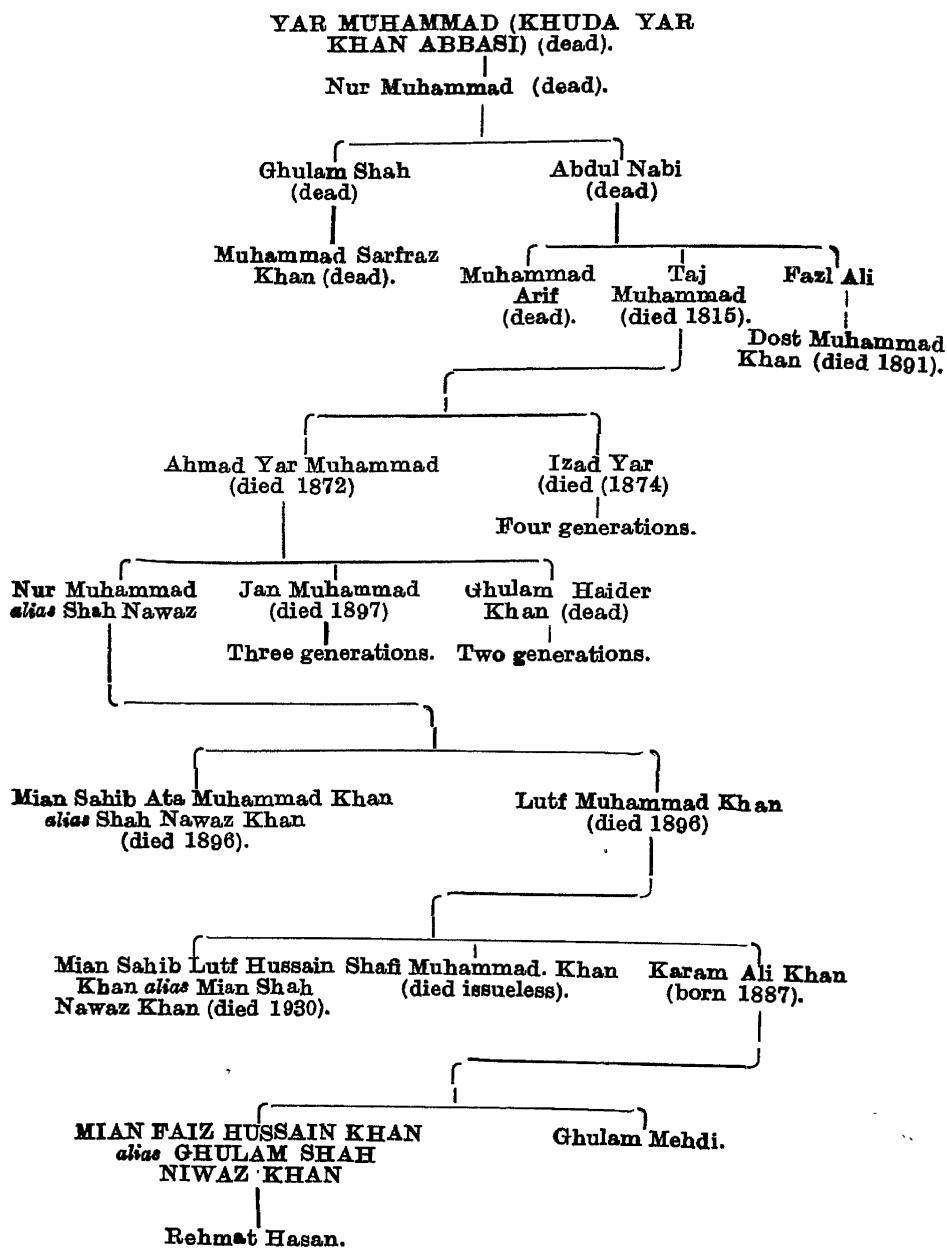 YAR MUHAMMAD (KHUDA YAR
KHAN ABBASI) (dead).
Nur Muhammad (dead).
Ghulam Shah
(dead)
Abdul Nabi
(dead)
Muhammad Sarfraz
Khan (dead).
Muhammad
Arif
(dead).
Taj
Muhammad
(died 1815).
Fazl Ali
Dost Muhammad
Khan (died 1891).
Ahmad Yar Muhammad
(died 1872)
Izad Yar
(died (1874)
Four generations.
Nur Muhammad
alias Shah Nawaz
Jan Muhammad
(died 1897)
Three generations.
Ghulam Haider
Khan (dead)
Two generations.
Mian Sahib Ata Muhammad Khan
alias Shah Nawaz Khan
(died 1896).
Lutf Muhammad Khan
(died 1896)
Mian Sahib Lutf Hussain
Khan alias Mian Shah
Nawaz Khan (died 1930).
Shafi Muhammad. Khan
(died issueless).
Karam Ali Khan
(born 1887).
MIAN FAIZ HUSSAIN KHAN
alias GHULAM SHAH
NIWAZ KHAN
Ghulam Mehdi.
Rehmat Hasan.